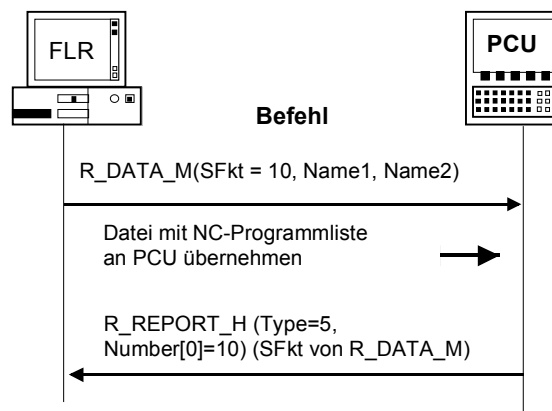 FLR
PCU
Befehl
R_DATA_M(SFkt = 10, Name1, Name2)
Datei mit NC-Programmliste
an PCU übernehmen
R_REPORT_H (Type=5,
Number[0]=10) (SFkt von R_DATA_M)